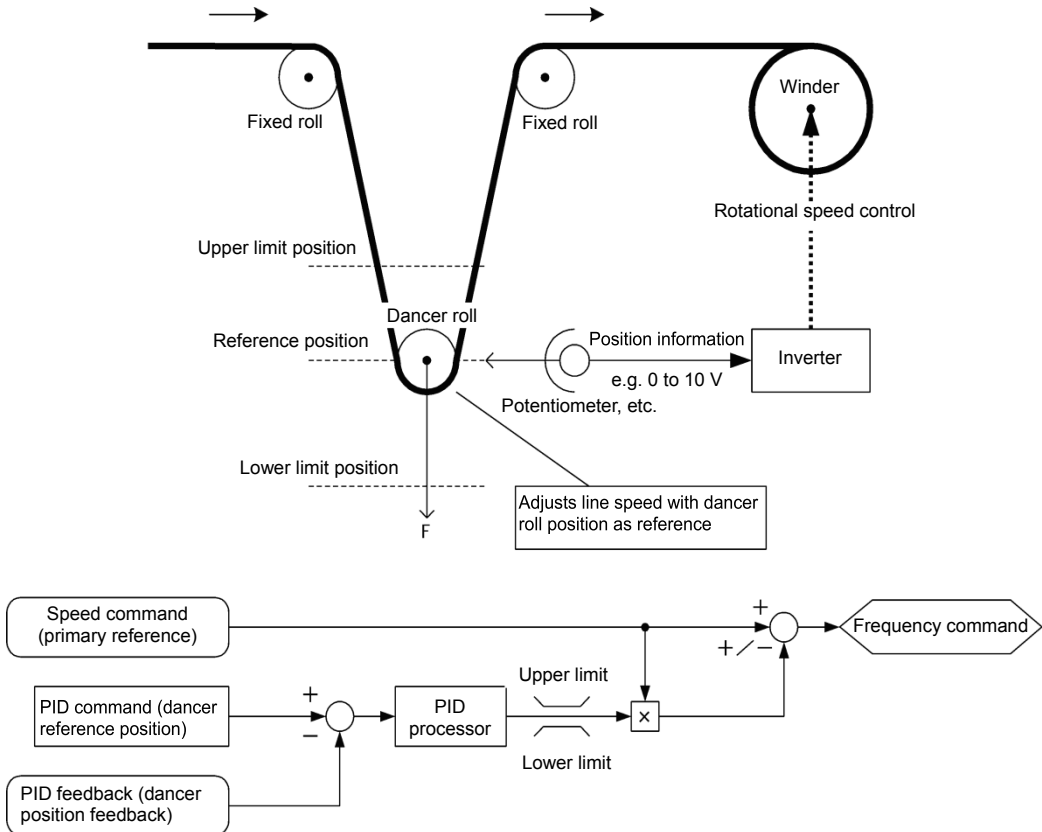 Fixed roll
Fixed roll
Winder
Rotational speed control
Upper limit position
Dancer roll
Reference position
Position information
e.g. 0 to 10 V
Inverter
Potentiometer, etc.
Lower limit position
Adjusts line speed with dancer
roll position as reference
F
Speed command
(primary reference)
+
+/−
Frequency command
Upper limit
PID command (dancer
reference position)
+
−
PID
processor
×
Lower limit
PID feedback (dancer
position feedback)